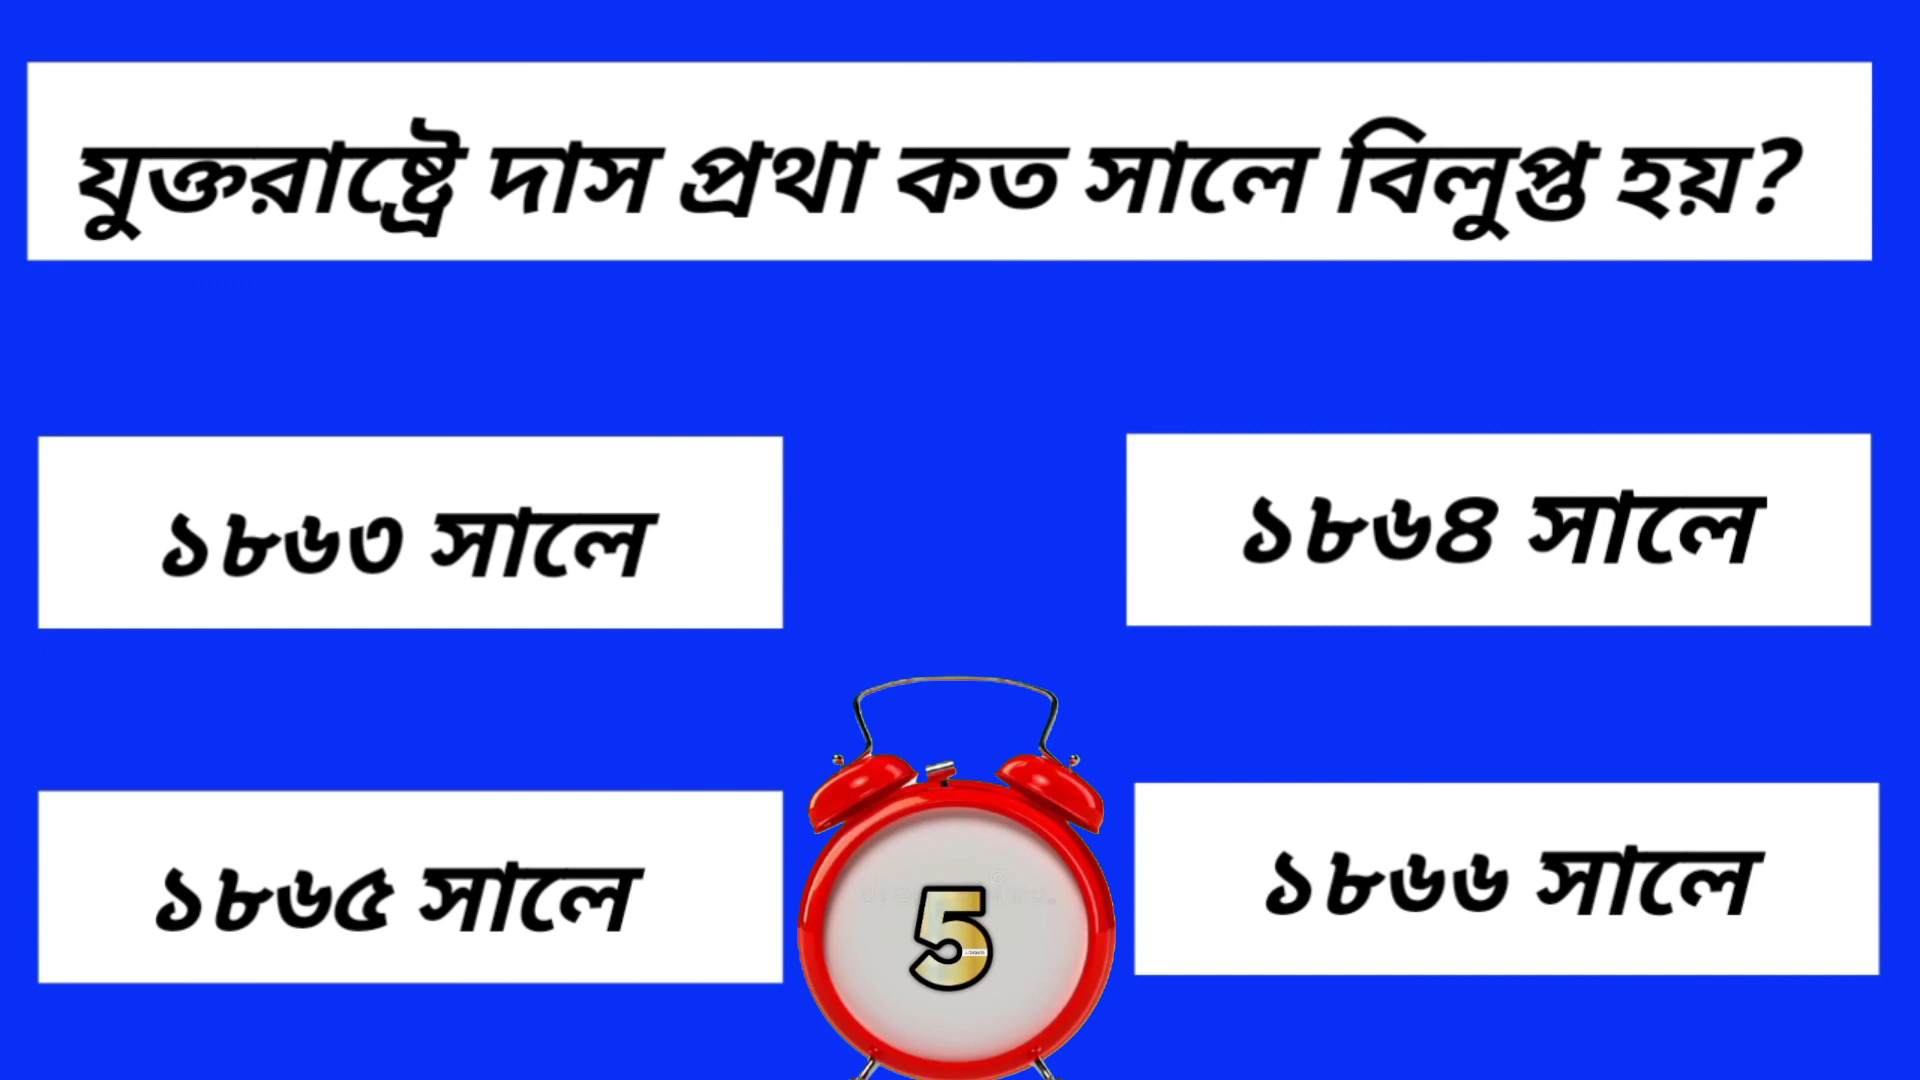 যুক্তরাষ্ট্রে দাস প্রথা কত সালে বিলুপ্ত হয়?
১৮৬৩ সালে
১৮৬৪ সালে
১৮৬৫ সালে
১৮৬৬ সালে
5